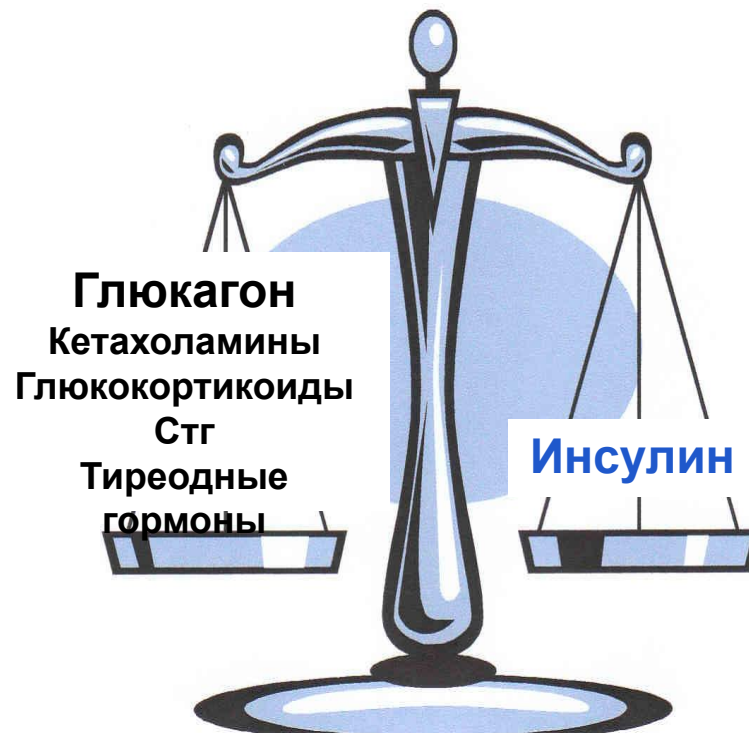 Глюкагон
Кетахоламины
Глюкокортикоиды
Стг
Тиреодные
гормоны
Инсулин